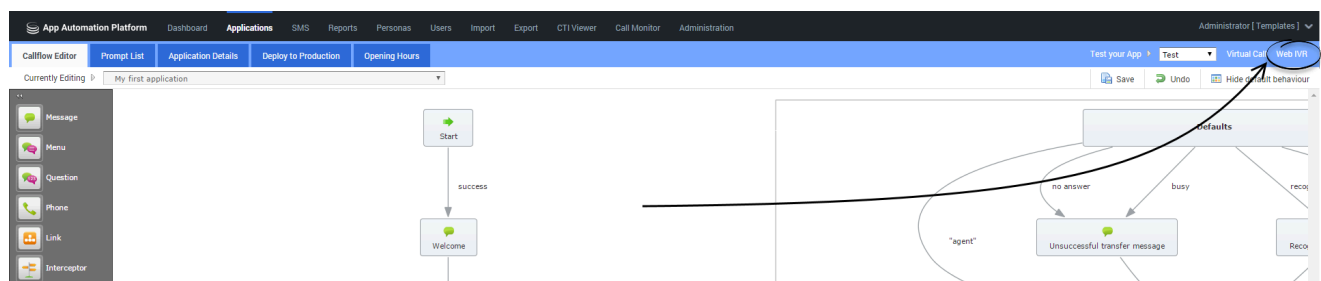 App Automation Platform Dashboard Applications SMS Reports Personas Users Import Export CTI Viewer Call Monitor Administration Administrator [ Templates ]
Callflow Editor Prompt List Application Details Deploy to Production Opening Hours Test your App Test Virtual Call Web IVR
Currently Editing My first application Save Undo Hide default behaviour
Message
Menu
Question
Phone
Link
Interceptor
Start
success
Welcome
Defaults
no answer
busy
"agent"
Unsuccessful transfer message